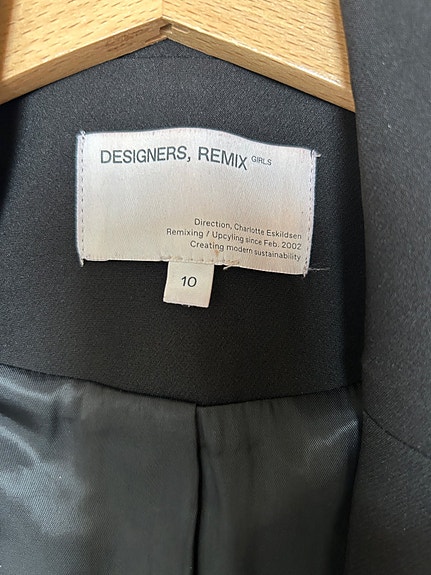 DESIGNERS, REMIX GIRLS
Direction, Charlotte Eskildsen
Remixing / Upcyling since Feb. 2002
Creating modern sustainability
10